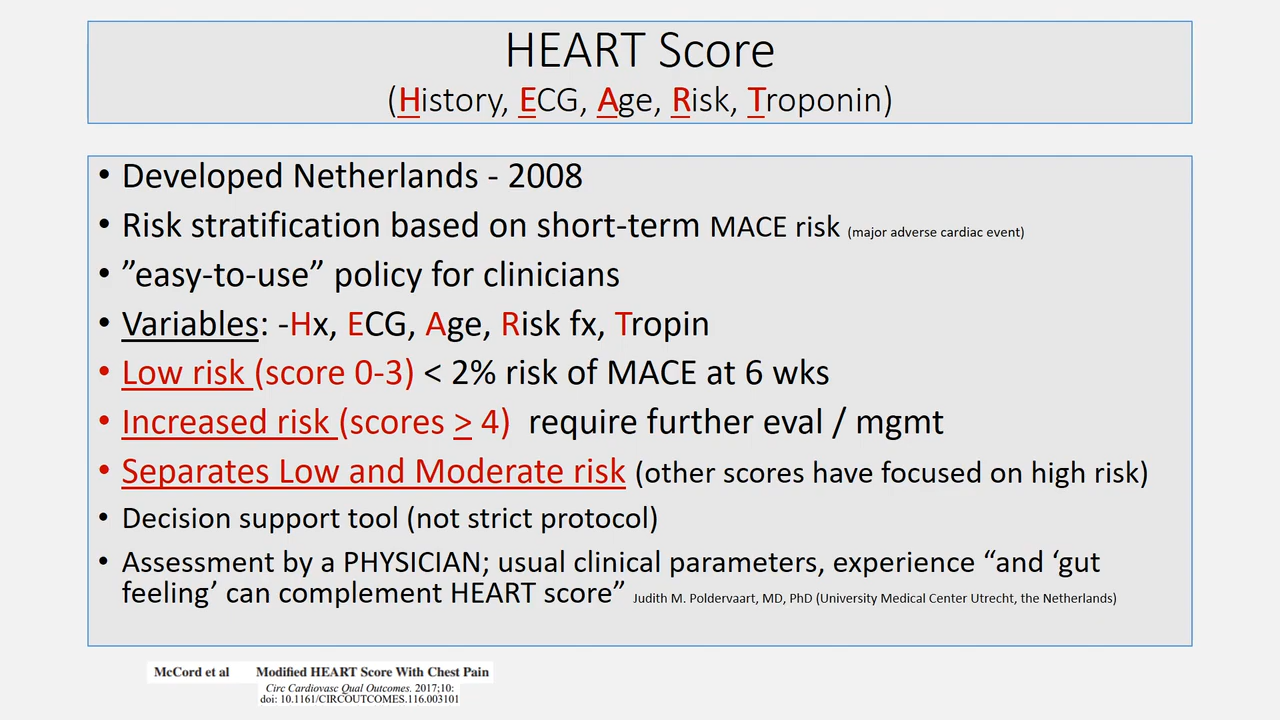 HEART Score
(History, ECG, Age, Risk, Troponin)
• Developed Netherlands - 2008
• Risk stratification based on short-term MACE risk (major adverse cardiac event)
• ”easy-to-use” policy for clinicians
• Variables: -Hx, ECG, Age, Risk fx, Tropin
• Low risk (score 0-3) < 2% risk of MACE at 6 wks
• Increased risk (scores > 4) require further eval / mgmt
• Separates Low and Moderate risk (other scores have focused on high risk)
• Decision support tool (not strict protocol)
• Assessment by a PHYSICIAN; usual clinical parameters, experience “and ‘gut
feeling’ can complement HEART score” Judith M. Poldervaart, MD, PhD (University Medical Center Utrecht, the Netherlands)
McCord et al Modified HEART Score With Chest Pain
Circ Cardiovasc Qual Outcomes. 2017;10:
doi: 10.1161/CIRCOUTCOMES.116.003101